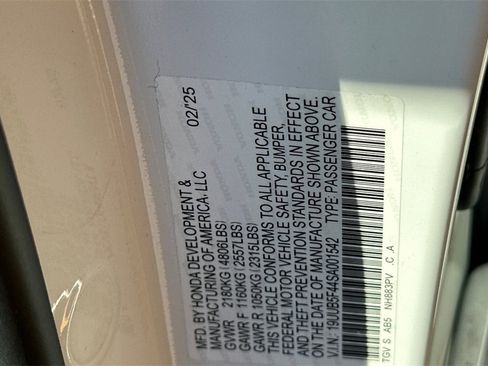 MFD. BY HONDA DEVELOPMENT & 02/'25
MANUFACTURING OF AMERICA, LLC
GVWR 2180KG(4806LBS)
GAWR F 1160KG(2557LBS)
GAWR R 1050KG(2315LBS)
THIS VEHICLE CONFORMS TO ALL APPLICABLE
FEDERAL MOTOR VEHICLE SAFETY, BUMPER,
AND THEFT PREVENTION STANDARDS IN EFFECT
ON THE DATE OF MANUFACTURE SHOWN ABOVE.
V.I.N.: 19UUB5F44SA001542 TYPE:PASSENGER CAR
TGV S AB5 NH883PV .C .A